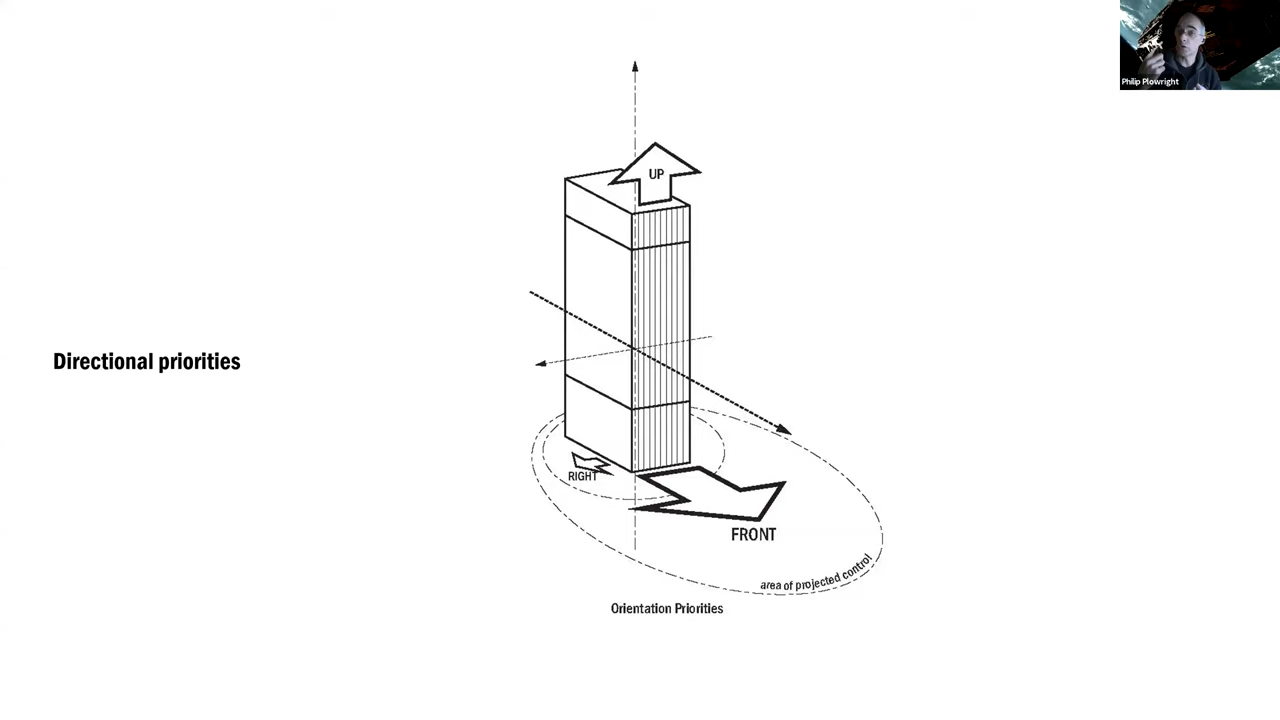 Philip Plowright
UP
Directional priorities
RIGHT
FRONT
area of projected control
Orientation Priorities